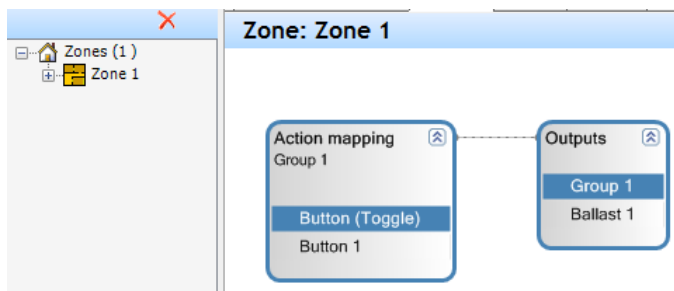 Zones (1 )
Zone 1
Zone: Zone 1
Action mapping
Group 1
Button (Toggle)
Button 1
Outputs
Group 1
Ballast 1